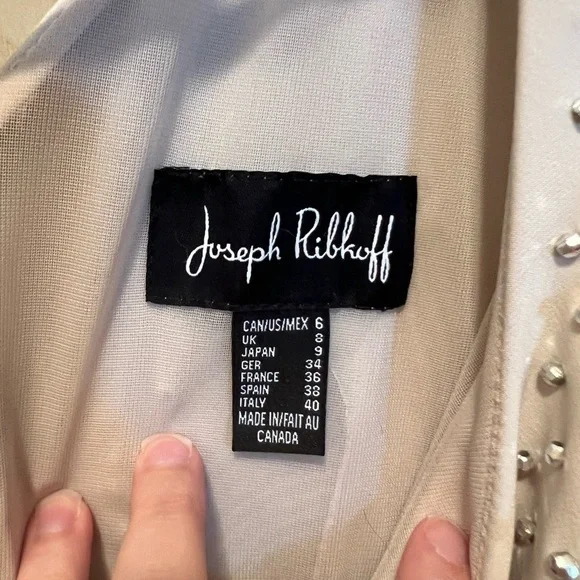 Joseph Ribkoff
CAN/US/MEX 6
UK 8
JAPAN 9
GER 34
FRANCE 36
SPAIN 38
ITALY 40
MADE IN/FAIT AU
CANADA